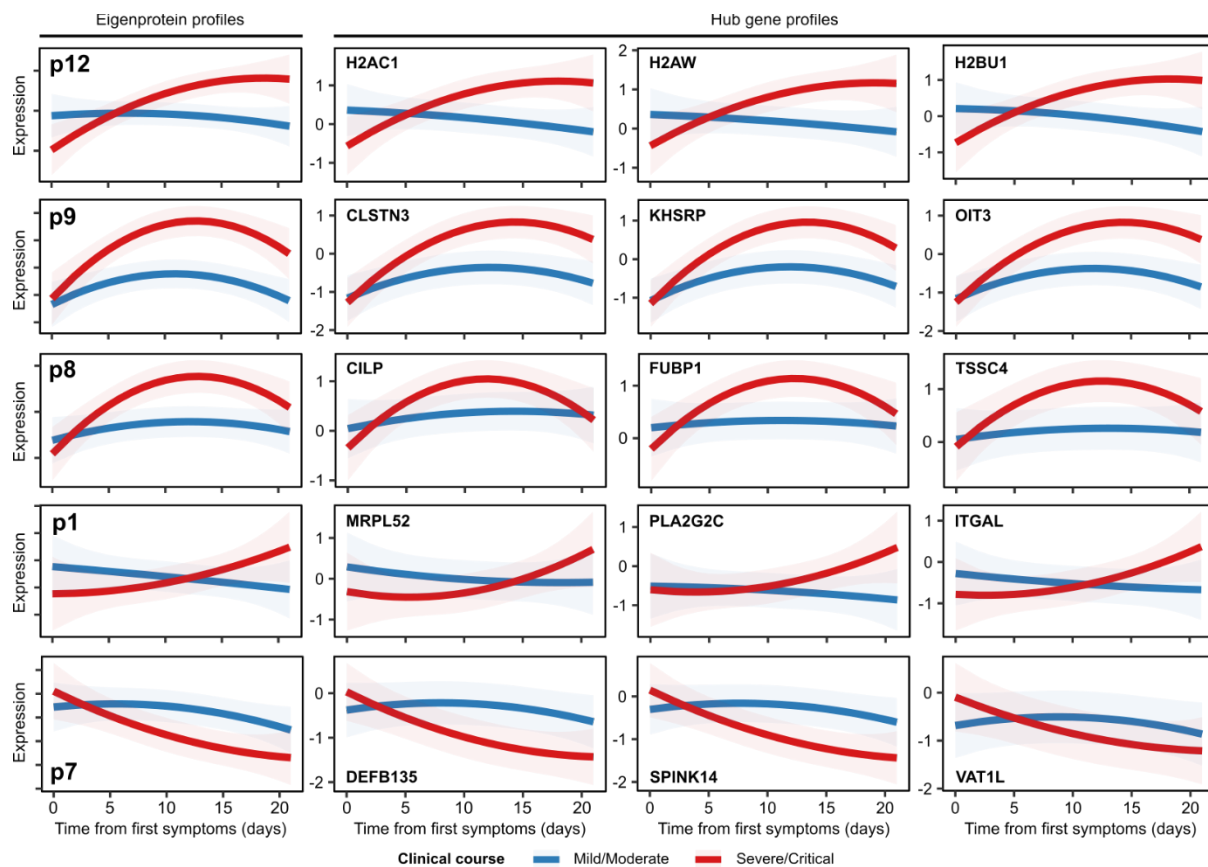 Eigenprotein profiles
Hub gene profiles
p12
H2AC1
H2AW
H2BU1
Expression
1
0
-1
2
1
0
-1
2
1
0
-1
p9
CLSTN3
KHSRP
OIT3
Expression
1
0
-1
-2
1
0
-1
1
0
-1
-2
p8
CILP
FUBP1
TSSC4
Expression
1
0
-1
1
0
1
0
p1
MRPL52
PLA2G2C
ITGAL
Expression
1
0
-1
1
0
-1
1
0
-1
p7
DEFB135
SPINK14
VAT1L
Expression
0
-1
-2
0
-1
-2
0
-1
-2
0 5 10 15 20
0 5 10 15 20
0 5 10 15 20
0 5 10 15 20
Time from first symptoms (days)
Time from first symptoms (days)
Time from first symptoms (days)
Time from first symptoms (days)
Clinical course Mild/Moderate Severe/Critical